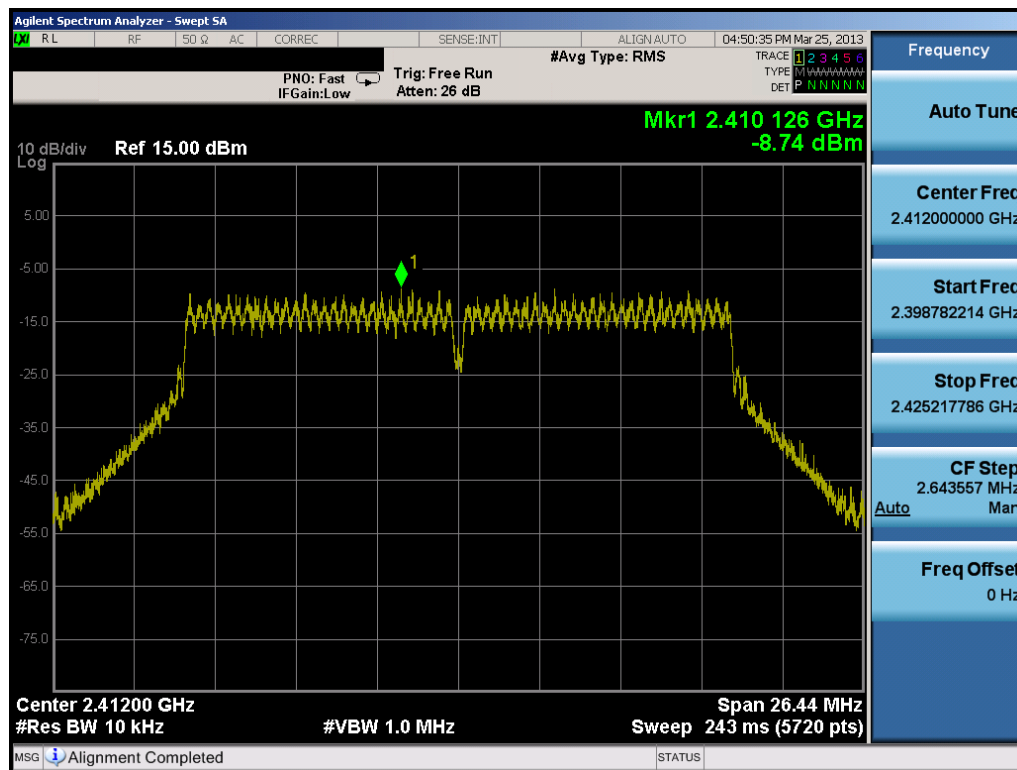 Agilent Spectrum Analyzer - Swept SA
LXI RL RF 50 Ω AC CORREC SENSE:INT ALIGN AUTO 04:50:35 PM Mar 25, 2013
PNO: Fast
IFGain:Low
Trig: Free Run
Atten: 26 dB
#Avg Type: RMS
TRACE 1 2 3 4 5 6
TYPE M
DET P N N N N N
Mkr1 2.410 126 GHz
-8.74 dBm
10 dB/div Ref 15.00 dBm
Log
5.00
-5.00
-15.0
-25.0
-35.0
-45.0
-55.0
-65.0
-75.0
1
Center 2.41200 GHz Span 26.44 MHz
#Res BW 10 kHz #VBW 1.0 MHz Sweep 243 ms (5720 pts)
MSG Alignment Completed STATUS
Frequency
Auto Tune
Center Freq
2.412000000 GHz
Start Freq
2.398782214 GHz
Stop Freq
2.425217786 GHz
CF Step
2.643557 MHz
Auto Man
Freq Offset
0 Hz